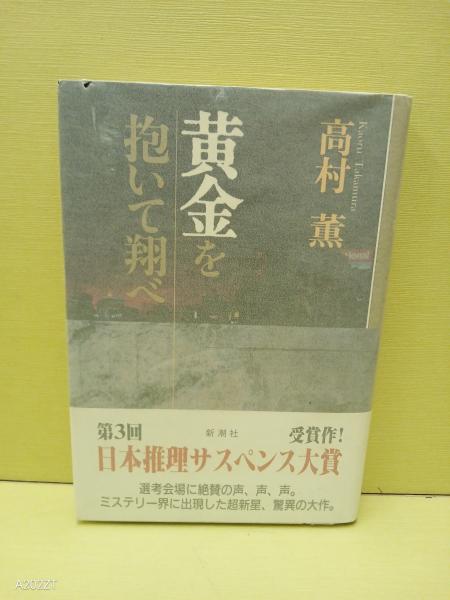 高村 薫
Kaoru Takamura
黄金を
抱いて翔べ
新潮社
第3回
受賞作!
日本推理サスペンス大賞
選考会場に絶賛の声、声、声。
ミステリー界に出現した超新星、驚異の大作。
A202ZT